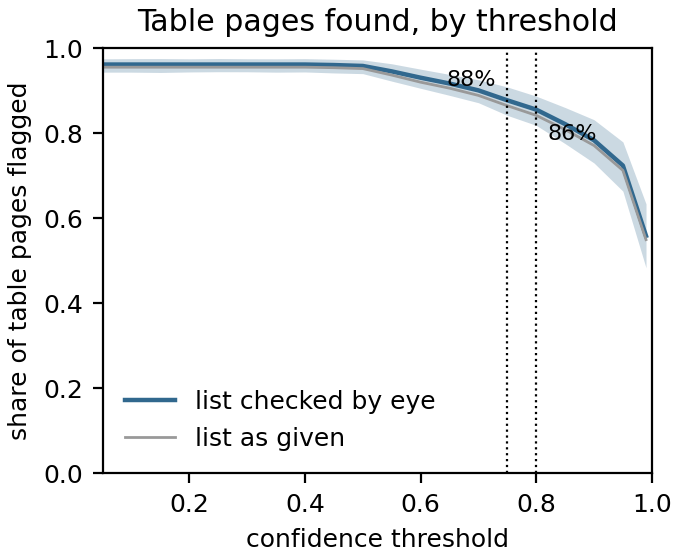 Table pages found, by threshold
share of table pages flagged
1.0
0.8
0.6
0.4
0.2
0.0
88%
86%
list checked by eye
list as given
0.2
0.4
0.6
0.8
1.0
confidence threshold